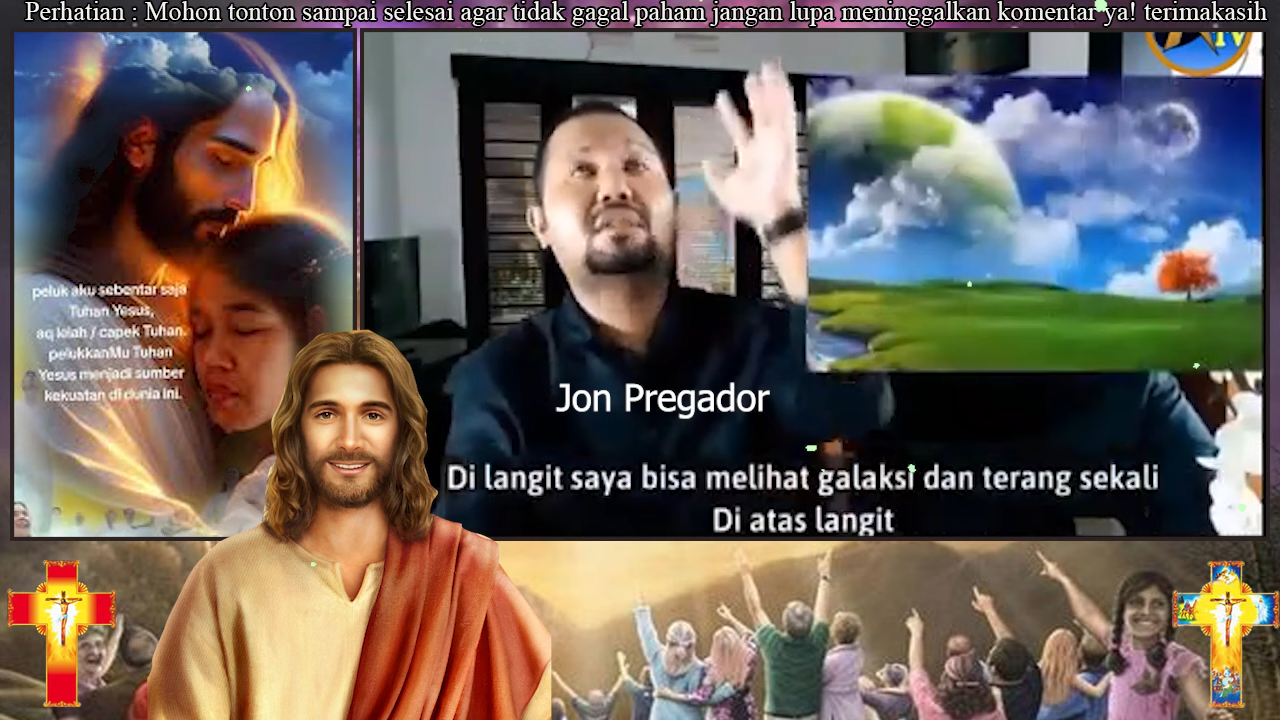 Perhatian : Mohon tonton sampai selesai agar tidak gagal paham jangan lupa meninggalkan komentar ya! terimakasih
peluk aku sebentar saja
Tuhan Yesus,
aq lelah / capek Tuhan.
pelukkanMu Tuhan
Yesus menjadi sumber
kekuatan di dunia ini.
Jon Pregador
Di langit saya bisa melihat galaksi dan terang sekali
Di atas langit